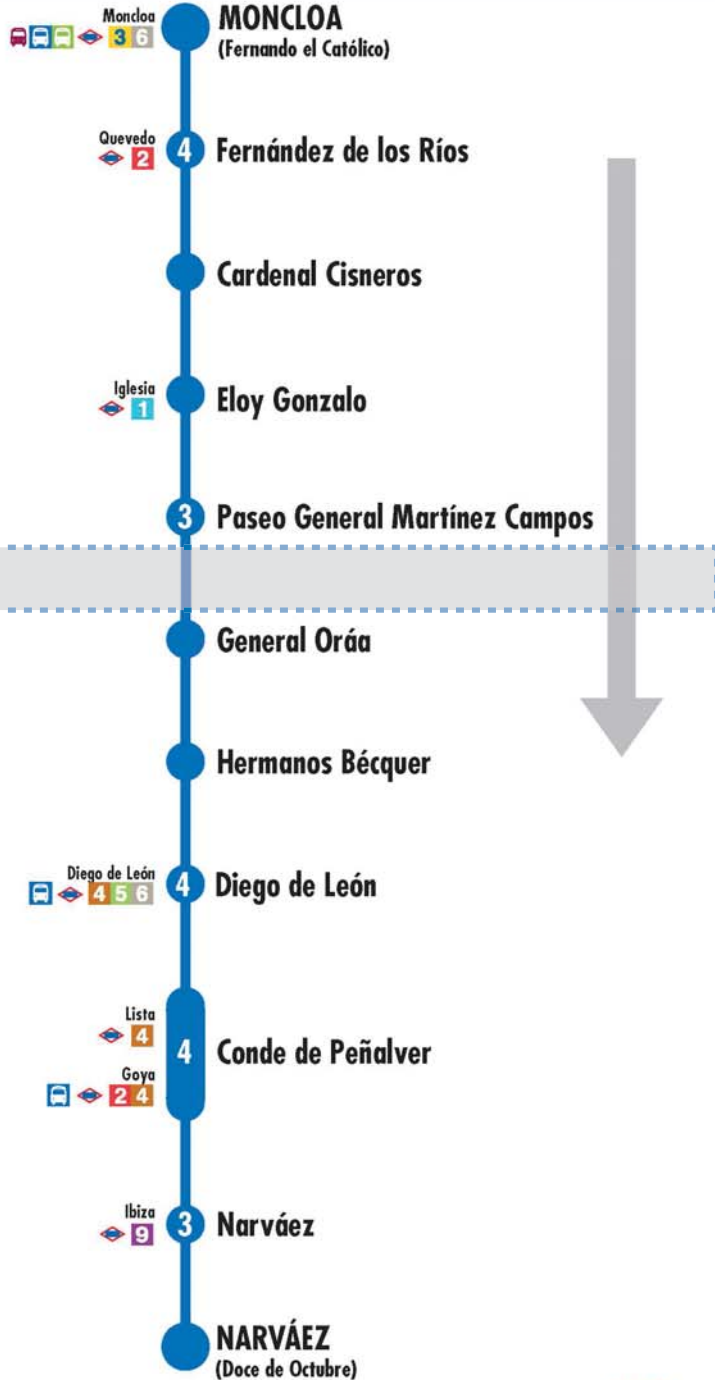 Moncloa
3 6
MONCLOA
(Fernando el Católico)
Quevedo
2
4
Fernández de los Ríos
Cardenal Cisneros
Iglesia
1
Eloy Gonzalo
3
Paseo General Martínez Campos
General Oráa
Hermanos Bécquer
Diego de León
4 5 6
4
Diego de León
Lista
4
Goya
2 4
4
Conde de Peñalver
Ibiza
9
3
Narváez
NARVÁEZ
(Doce de Octubre)